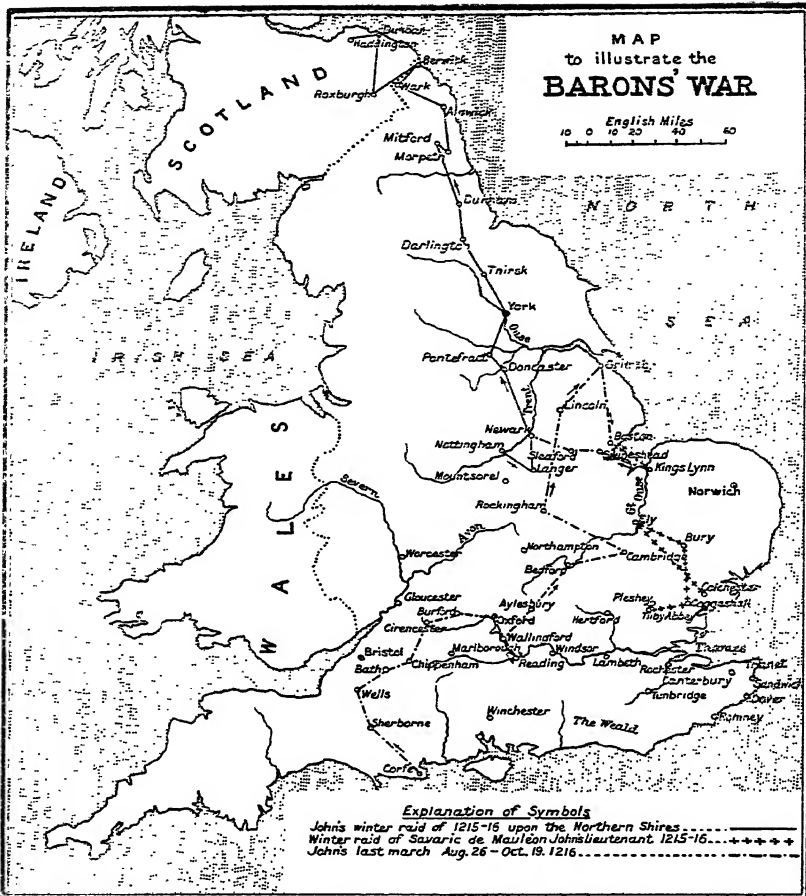 MAP
to illustrate the
BARONS' WAR
English Miles
10 0 10 20 40 60
Dunbar
Haddington
Berwick
Wark
Roxburgh
Alnwick
SCOTLAND
Mitford
Morpeth
IRELAND
Durham
NORTH
Darlington
Thirsk
York
Ouse
SEA
IRISH SEA
Pontefract
Doncaster
Grimsby
Trent
Lincoln
Newark
Boston
Nottingham
Sleaford
Swineshead
Langer
Kings Lynn
Mountsorel
Gt Ouse
Norwich
WALES
Severn
Rockingham
Ely
Avon
Bury
Worcester
Northampton
Cambridge
Bedford
Colchester
Gloucester
Aylesbury
Pleshey
Coggeshall
Burford
Oxford
Hertford
Tilty Abbey
Cirencester
Wallingford
Bristol
Marlborough
Windsor
Thames
Bath
Chippenham
Reading
Lambeth
Rochester
Thanet
Canterbury
Sandwich
Wells
Tunbridge
Dover
Winchester
The Weald
Romney
Sherborne
Corfe
Explanation of Symbols
John's winter raid of 1215-16 upon the Northern Shires
Winter raid of Savaric de Mauléon John's lieutenant 1215-16
John's last march Aug. 26 - Oct. 19. 1216